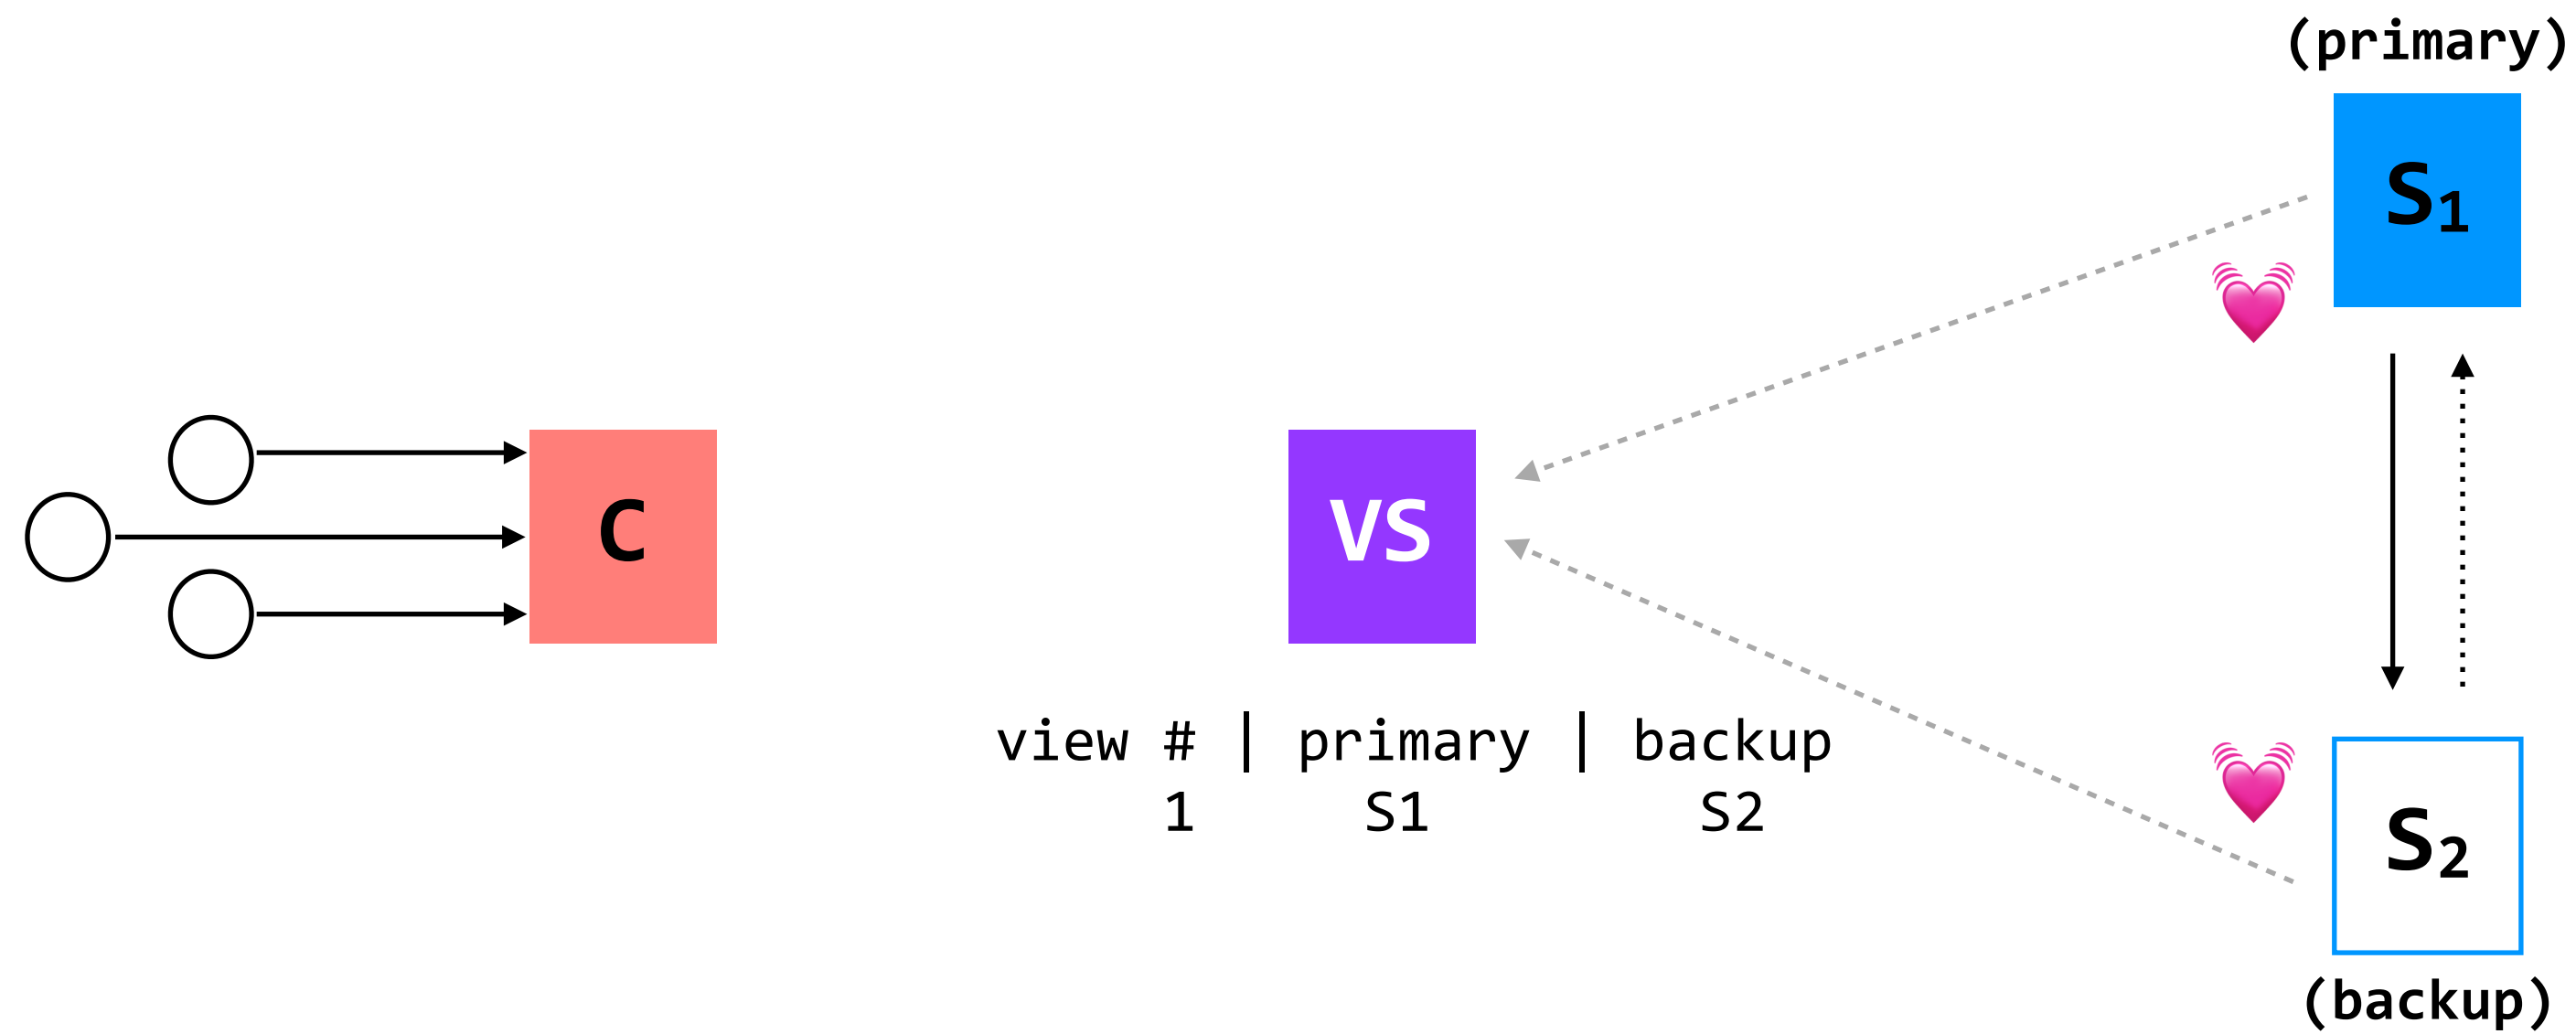 (primary)
S₁
C
VS
view # | primary | backup
1 S1 S2
S₂
(backup)